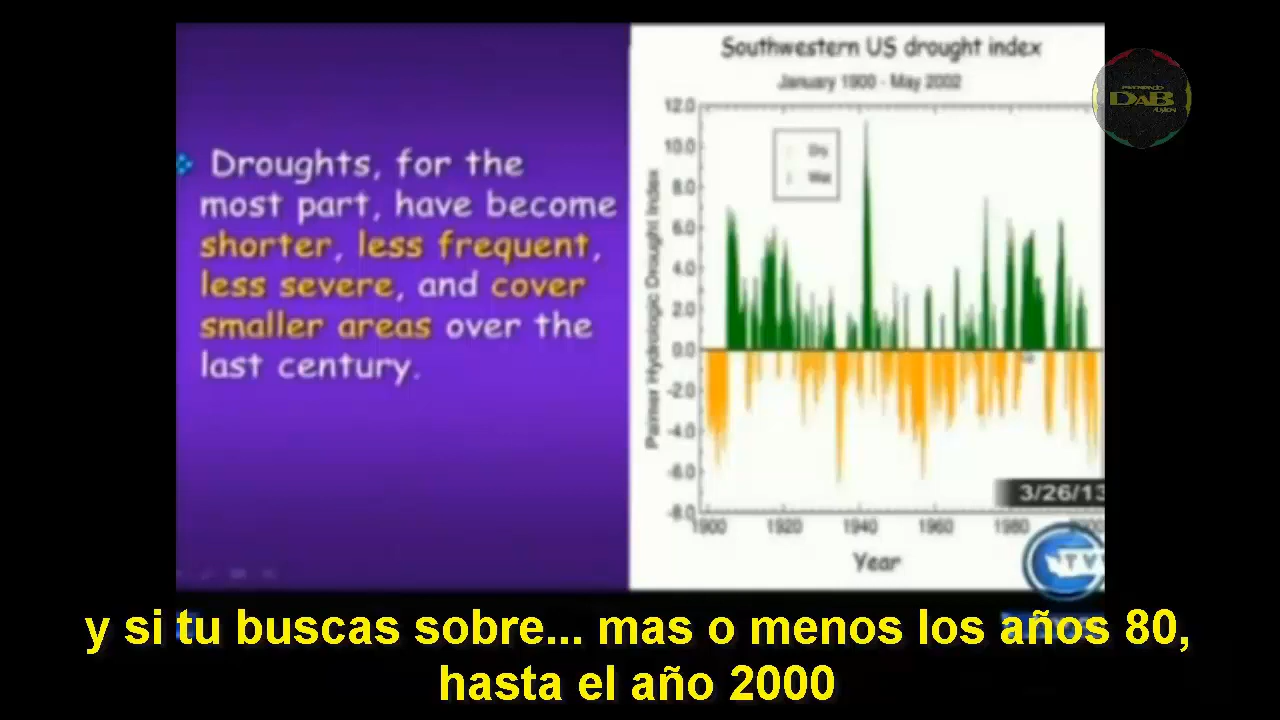 Southwestern US drought index
January 1900 - May 2002
Droughts, for the
most part, have become
shorter, less frequent,
less severe, and cover
smaller areas over the
last century.
Palmer Hydrologic Drought Index
12.0
10.0
8.0
6.0
4.0
2.0
0.0
-2.0
-4.0
-6.0
-8.0
Dry
Wet
1900 1920 1940 1960 1980 2000
Year
3/26/13
DAB
TVW
y si tu buscas sobre... mas o menos los años 80,
hasta el año 2000